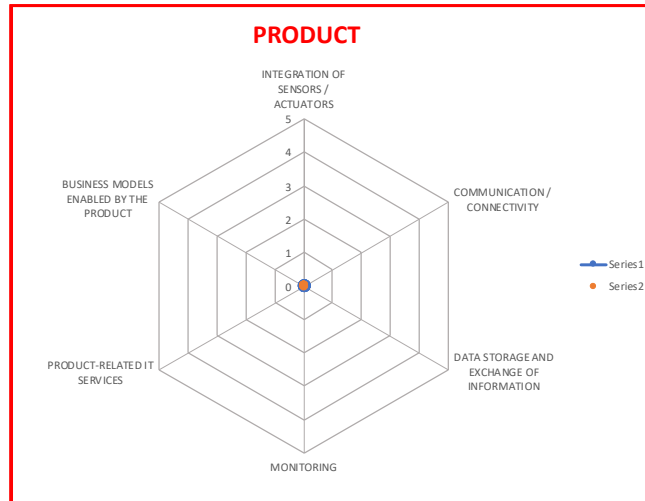 PRODUCT
INTEGRATION OF
SENSORS /
ACTUATORS
5
4
3
2
1
0
COMMUNICATION /
CONNECTIVITY
DATA STORAGE AND
EXCHANGE OF
INFORMATION
MONITORING
PRODUCT-RELATED IT
SERVICES
BUSINESS MODELS
ENABLED BY THE
PRODUCT
Series1
Series2